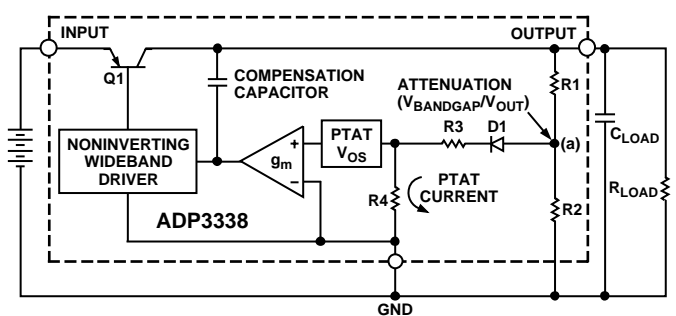 INPUT
OUTPUT
Q1
COMPENSATION
CAPACITOR
ATTENUATION
(VBANDGAP/VOUT)
R1
NONINVERTING
WIDEBAND
DRIVER
gm
+
−
PTAT
VOS
R3
D1
(a)
CLOAD
RLOAD
R4
PTAT
CURRENT
R2
ADP3338
GND